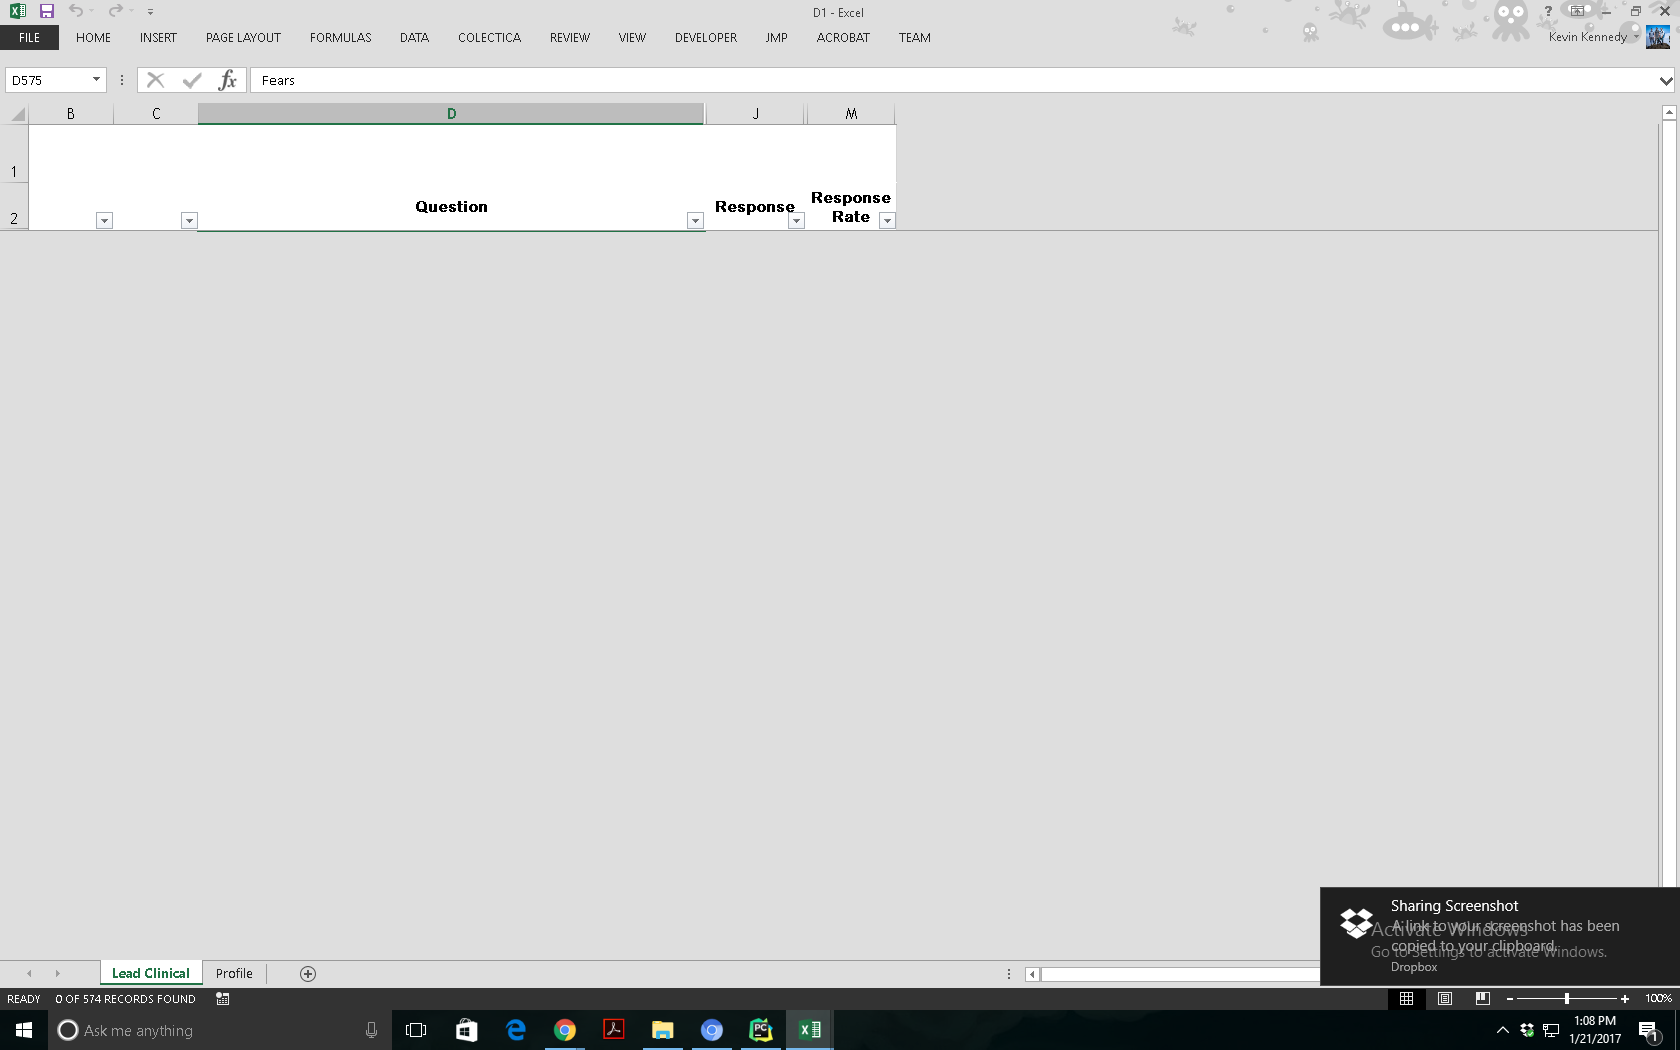 D1 - Excel
?
FILE HOME INSERT PAGE LAYOUT FORMULAS DATA COLECTICA REVIEW VIEW DEVELOPER JMP ACROBAT TEAM
Kevin Kennedy
D575
fx
Fears
B C D J M
1
2
Question
Response
Response
Rate
Sharing Screenshot
A link to your screenshot has been
copied to your clipboard.
Dropbox
Activate Windows
Go to Settings to activate Windows.
Lead Clinical
Profile
READY 0 OF 574 RECORDS FOUND
100%
Ask me anything
PC
1:08 PM
1/21/2017
1